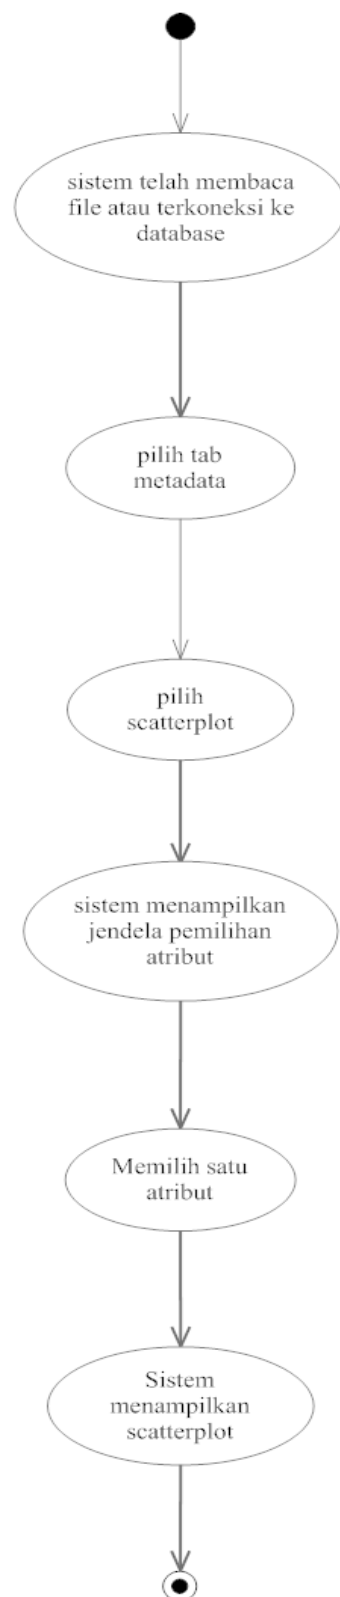 sistem telah membaca
file atau terkoneksi ke
database
pilih tab
metadata
pilih
scatterplot
sistem menampilkan
jendela pemilihan
atribut
Memilih satu
atribut
Sistem
menampilkan
scatterplot